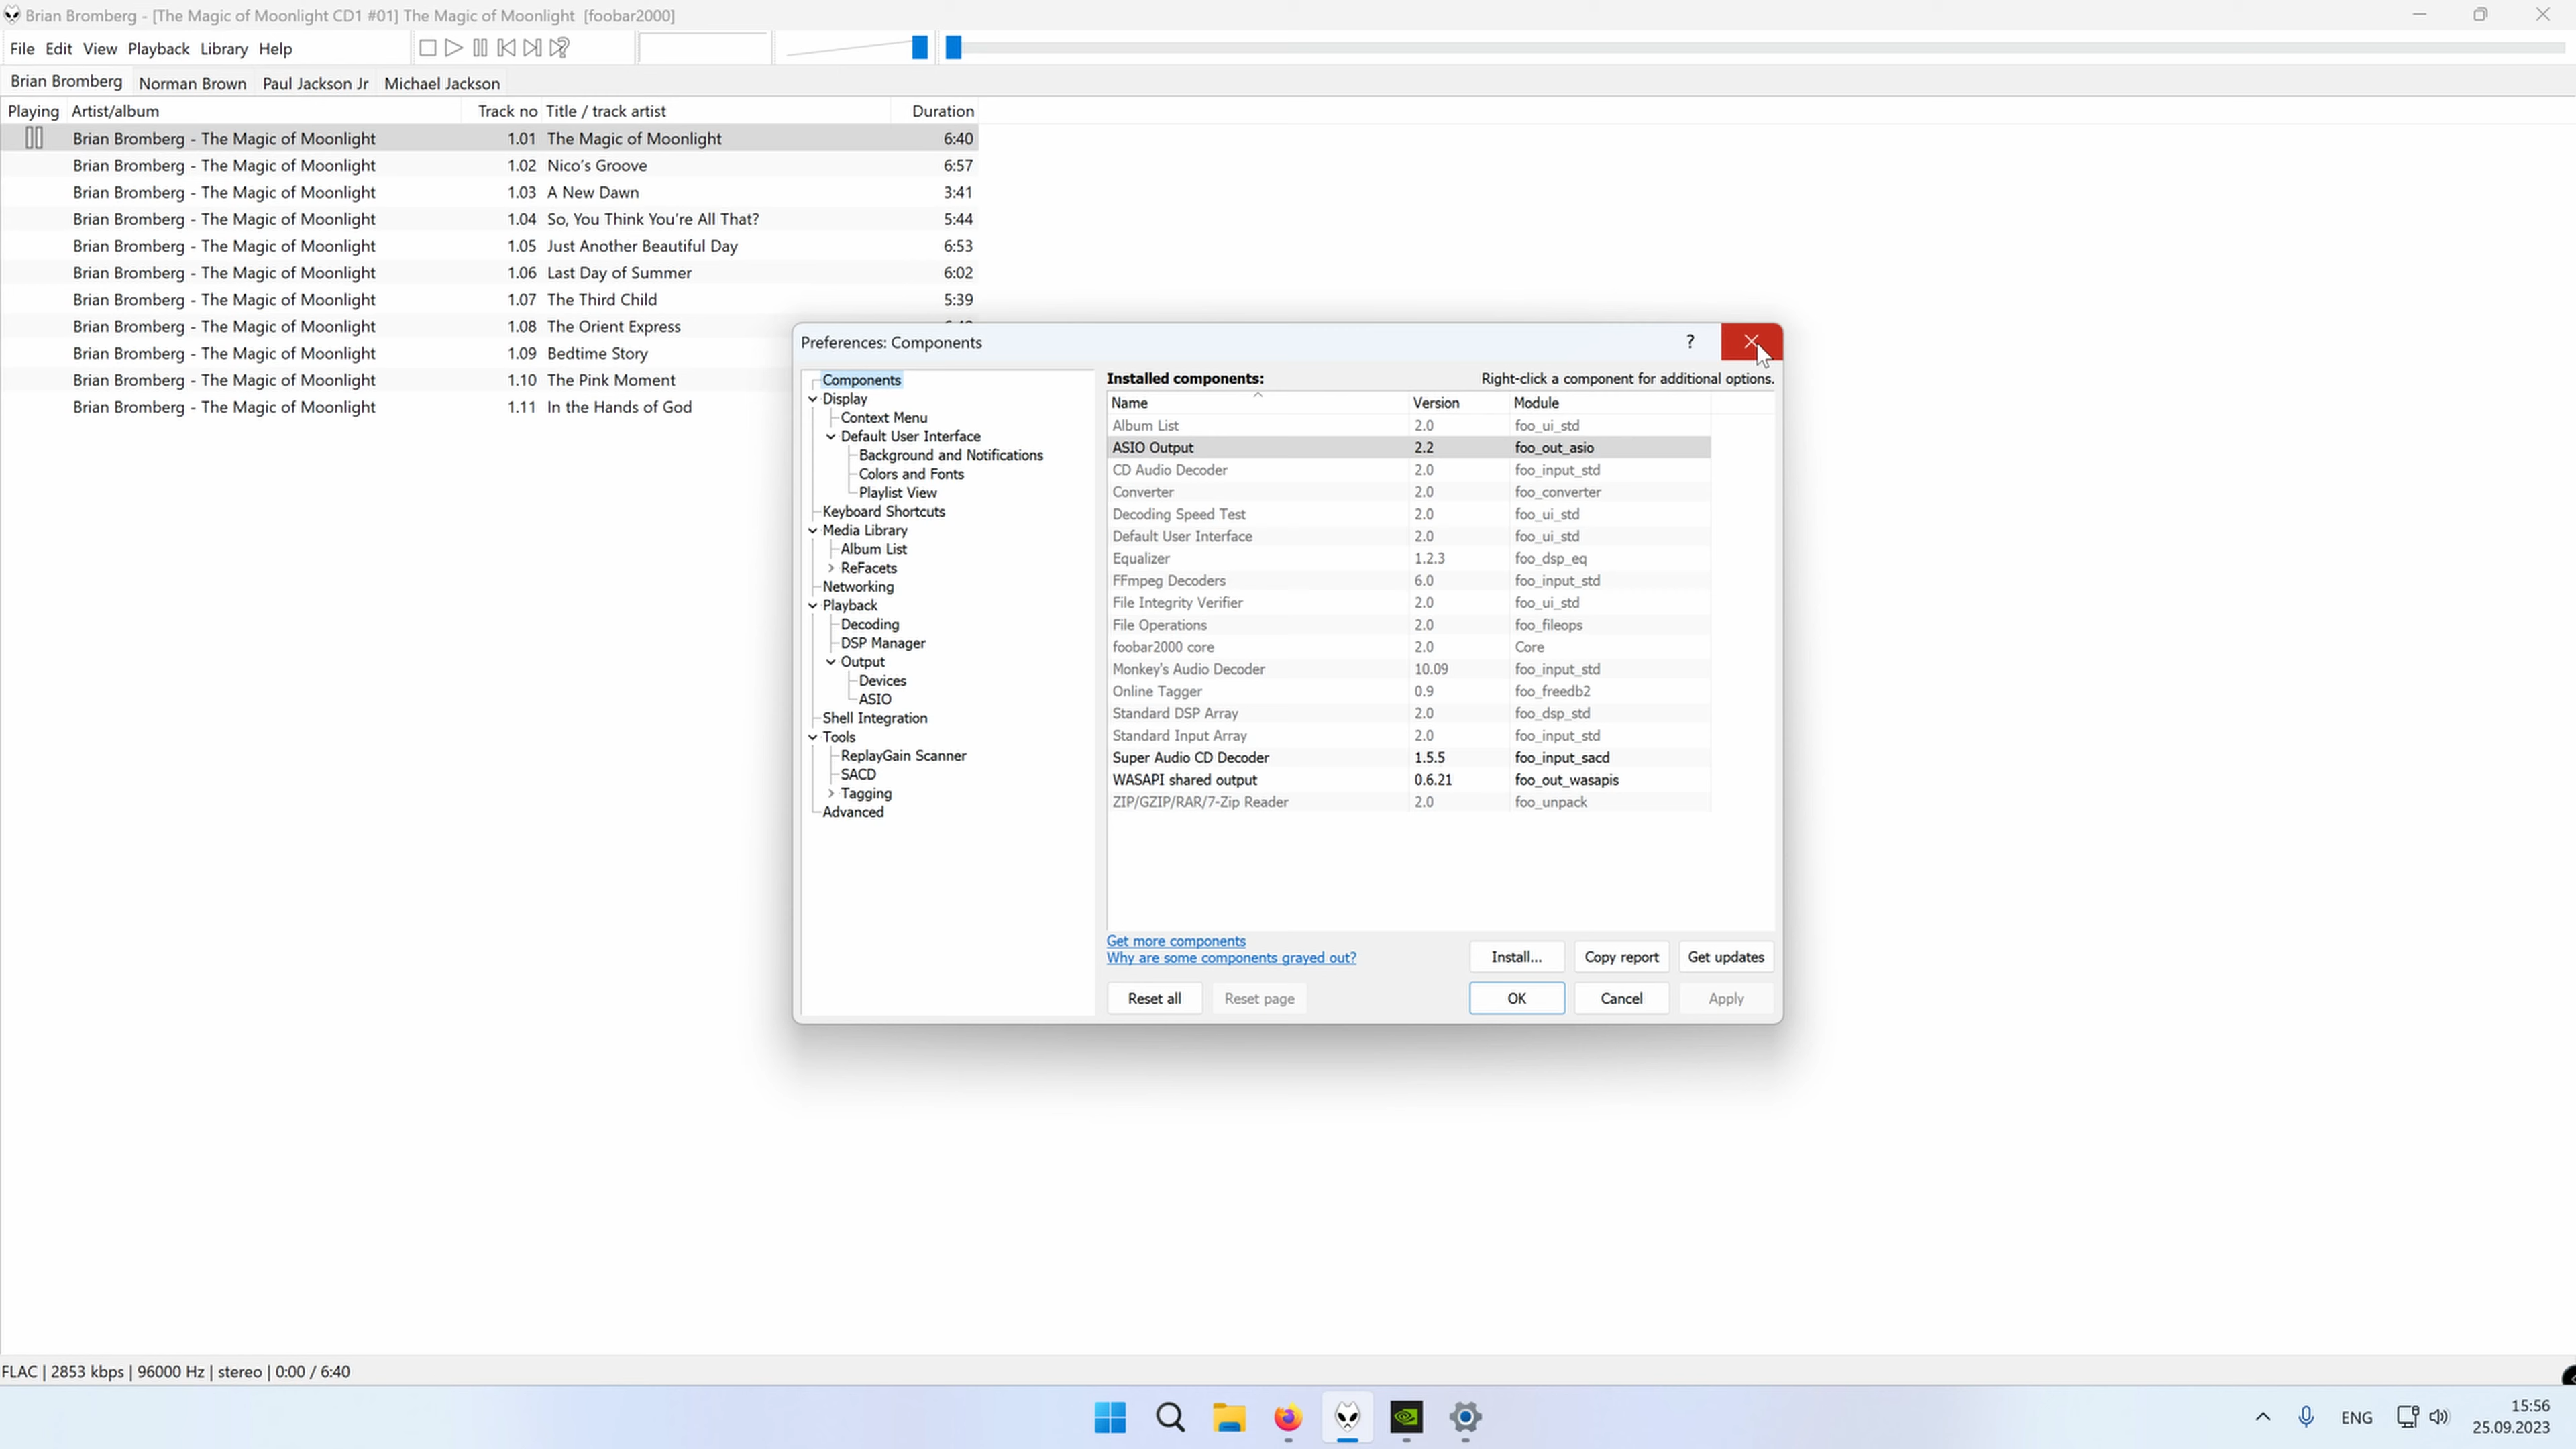 Brian Bromberg - [The Magic of Moonlight CD1 #01] The Magic of Moonlight [foobar2000]
File Edit View Playback Library Help
Brian Bromberg Norman Brown Paul Jackson Jr Michael Jackson
Playing Artist/album Track no Title / track artist Duration
Brian Bromberg - The Magic of Moonlight 1.01 The Magic of Moonlight 6:40
Brian Bromberg - The Magic of Moonlight 1.02 Nico's Groove 6:57
Brian Bromberg - The Magic of Moonlight 1.03 A New Dawn 3:41
Brian Bromberg - The Magic of Moonlight 1.04 So, You Think You're All That? 5:44
Brian Bromberg - The Magic of Moonlight 1.05 Just Another Beautiful Day 6:53
Brian Bromberg - The Magic of Moonlight 1.06 Last Day of Summer 6:02
Brian Bromberg - The Magic of Moonlight 1.07 The Third Child 5:39
Brian Bromberg - The Magic of Moonlight 1.08 The Orient Express
Brian Bromberg - The Magic of Moonlight 1.09 Bedtime Story
Brian Bromberg - The Magic of Moonlight 1.10 The Pink Moment
Brian Bromberg - The Magic of Moonlight 1.11 In the Hands of God
Preferences: Components ?
Components
Display
Context Menu
Default User Interface
Background and Notifications
Colors and Fonts
Playlist View
Keyboard Shortcuts
Media Library
Album List
ReFacets
Networking
Playback
Decoding
DSP Manager
Output
Devices
ASIO
Shell Integration
Tools
ReplayGain Scanner
SACD
Tagging
Advanced
Installed components: Right-click a component for additional options.
Name Version Module
Album List 2.0 foo_ui_std
ASIO Output 2.2 foo_out_asio
CD Audio Decoder 2.0 foo_input_std
Converter 2.0 foo_converter
Decoding Speed Test 2.0 foo_ui_std
Default User Interface 2.0 foo_ui_std
Equalizer 1.2.3 foo_dsp_eq
FFmpeg Decoders 6.0 foo_input_std
File Integrity Verifier 2.0 foo_ui_std
File Operations 2.0 foo_fileops
foobar2000 core 2.0 Core
Monkey's Audio Decoder 10.09 foo_input_std
Online Tagger 0.9 foo_freedb2
Standard DSP Array 2.0 foo_dsp_std
Standard Input Array 2.0 foo_input_std
Super Audio CD Decoder 1.5.5 foo_input_sacd
WASAPI shared output 0.6.21 foo_out_wasapis
ZIP/GZIP/RAR/7-Zip Reader 2.0 foo_unpack
Get more components
Why are some components grayed out?
Install... Copy report Get updates
Reset all Reset page OK Cancel Apply
FLAC | 2853 kbps | 96000 Hz | stereo | 0:00 / 6:40
ENG
15:56
25.09.2023